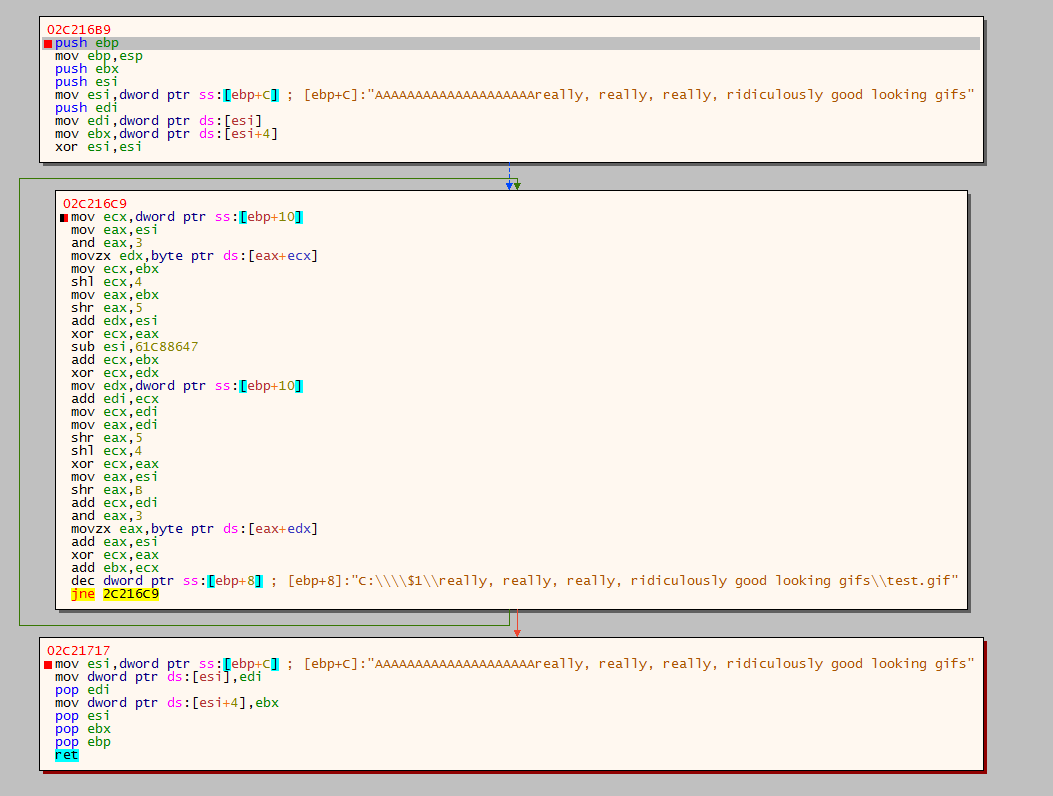 02C216B9
push ebp
mov ebp,esp
push ebx
push esi
mov esi,dword ptr ss:[ebp+C] ; [ebp+C]:"AAAAAAAAAAAAAAAAAAAAreally, really, really, ridiculously good looking gifs"
push edi
mov edi,dword ptr ds:[esi]
mov ebx,dword ptr ds:[esi+4]
xor esi,esi
02C216C9
mov ecx,dword ptr ss:[ebp+10]
mov eax,esi
and eax,3
movzx edx,byte ptr ds:[eax+ecx]
mov ecx,ebx
shl ecx,4
mov eax,ebx
shr eax,5
add edx,esi
xor ecx,eax
sub esi,61C88647
add ecx,ebx
xor ecx,edx
mov edx,dword ptr ss:[ebp+10]
add edi,ecx
mov ecx,edi
mov eax,edi
shr eax,5
shl ecx,4
xor ecx,eax
mov eax,esi
shr eax,B
add ecx,edi
and eax,3
movzx eax,byte ptr ds:[eax+edx]
add eax,esi
xor ecx,eax
add ebx,ecx
dec dword ptr ss:[ebp+8] ; [ebp+8]:"C:\\\\$1\\really, really, really, ridiculously good looking gifs\\test.gif"
jne 2C216C9
02C21717
mov esi,dword ptr ss:[ebp+C] ; [ebp+C]:"AAAAAAAAAAAAAAAAAAAAreally, really, really, ridiculously good looking gifs"
mov dword ptr ds:[esi],edi
pop edi
mov dword ptr ds:[esi+4],ebx
pop esi
pop ebx
pop ebp
ret